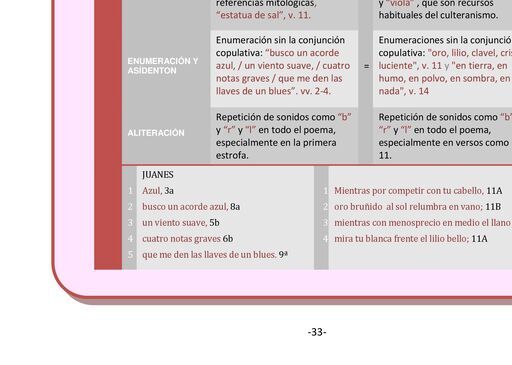 referencias mitológicas,
“estatua de sal”, v. 11.
y "viola" , que son recursos
habituales del culteranismo.
ENUMERACIÓN Y
ASÍDENTON
Enumeración sin la conjunción
copulativa: “busco un acorde
azul, / un viento suave, / cuatro
notas graves / que me den las
llaves de un blues”. vv. 2-4.
=
Enumeraciones sin la conjunción
copulativa: "oro, lilio, clavel,
luciente", v. 11 y "en tierra, en
humo, en polvo, en sombra, en
nada", v. 14
ALITERACIÓN
Repetición de sonidos como “b”
y “r” y “l” en todo el poema,
especialmente en la primera
estrofa.
Repetición de sonidos como “b”
“r” y “l” en todo el poema,
especialmente en versos como
11.
JUANES
1 Azul, 3a
2 busco un acorde azul, 8a
3 un viento suave, 5b
4 cuatro notas graves 6b
5 que me den las llaves de un blues. 9ª
1 Mientras por competir con tu cabello, 11A
2 oro bruñido al sol relumbra en vano; 11B
3 mientras con menosprecio en medio el llano
4 mira tu blanca frente el lilio bello; 11A
-33-